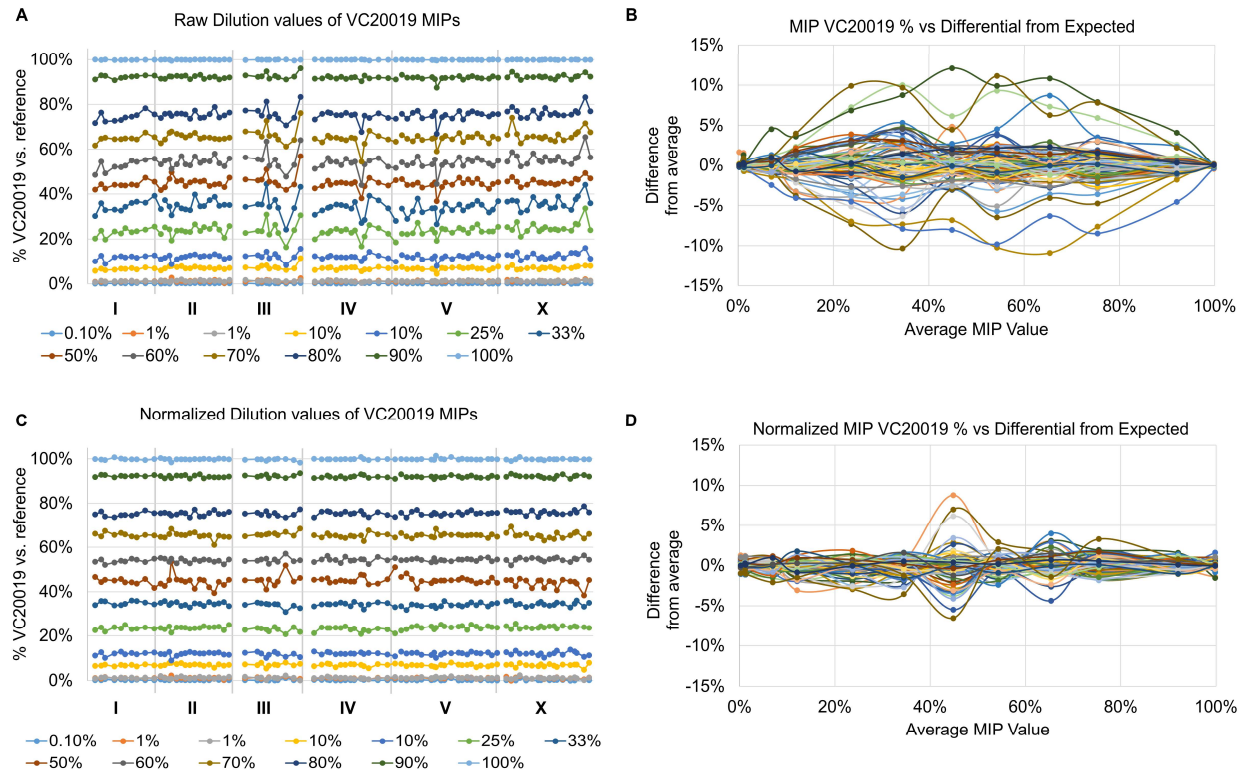 A
Raw Dilution values of VC20019 MIPs
% VC20019 vs. reference
100%
80%
60%
40%
20%
0%
I II III IV V X
0.10% 1% 1% 10% 10% 25% 33%
50% 60% 70% 80% 90% 100%
B
MIP VC20019 % vs Differential from Expected
Difference
from average
15%
10%
5%
0%
-5%
-10%
-15%
0% 20% 40% 60% 80% 100%
Average MIP Value
C
Normalized Dilution values of VC20019 MIPs
% VC20019 vs. reference
100%
80%
60%
40%
20%
0%
I II III IV V X
0.10% 1% 1% 10% 10% 25% 33%
50% 60% 70% 80% 90% 100%
D
Normalized MIP VC20019 % vs Differential from Expected
Difference
from average
15%
10%
5%
0%
-5%
-10%
-15%
0% 20% 40% 60% 80% 100%
Average MIP Value